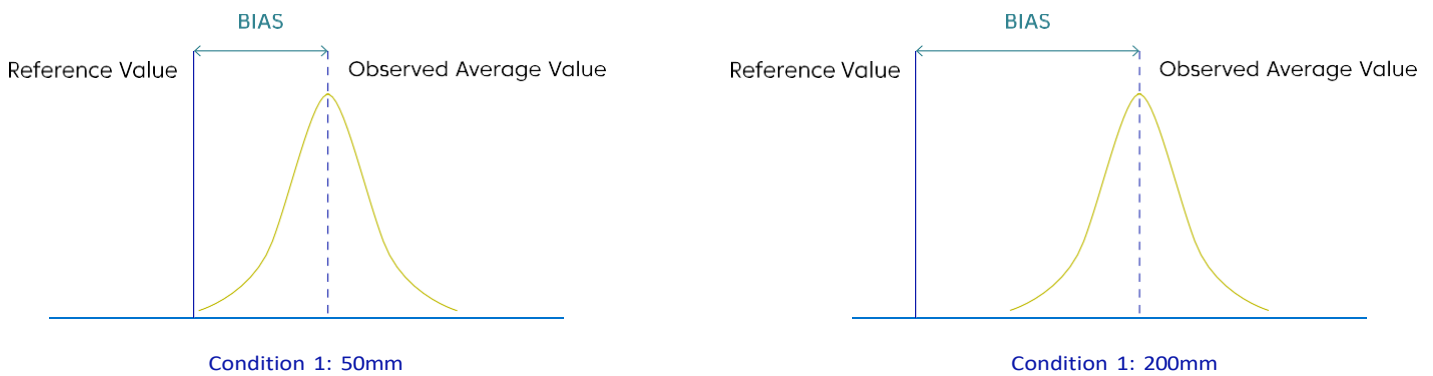 BIAS
Reference Value
Observed Average Value
Condition 1: 50mm
BIAS
Reference Value
Observed Average Value
Condition 1: 200mm